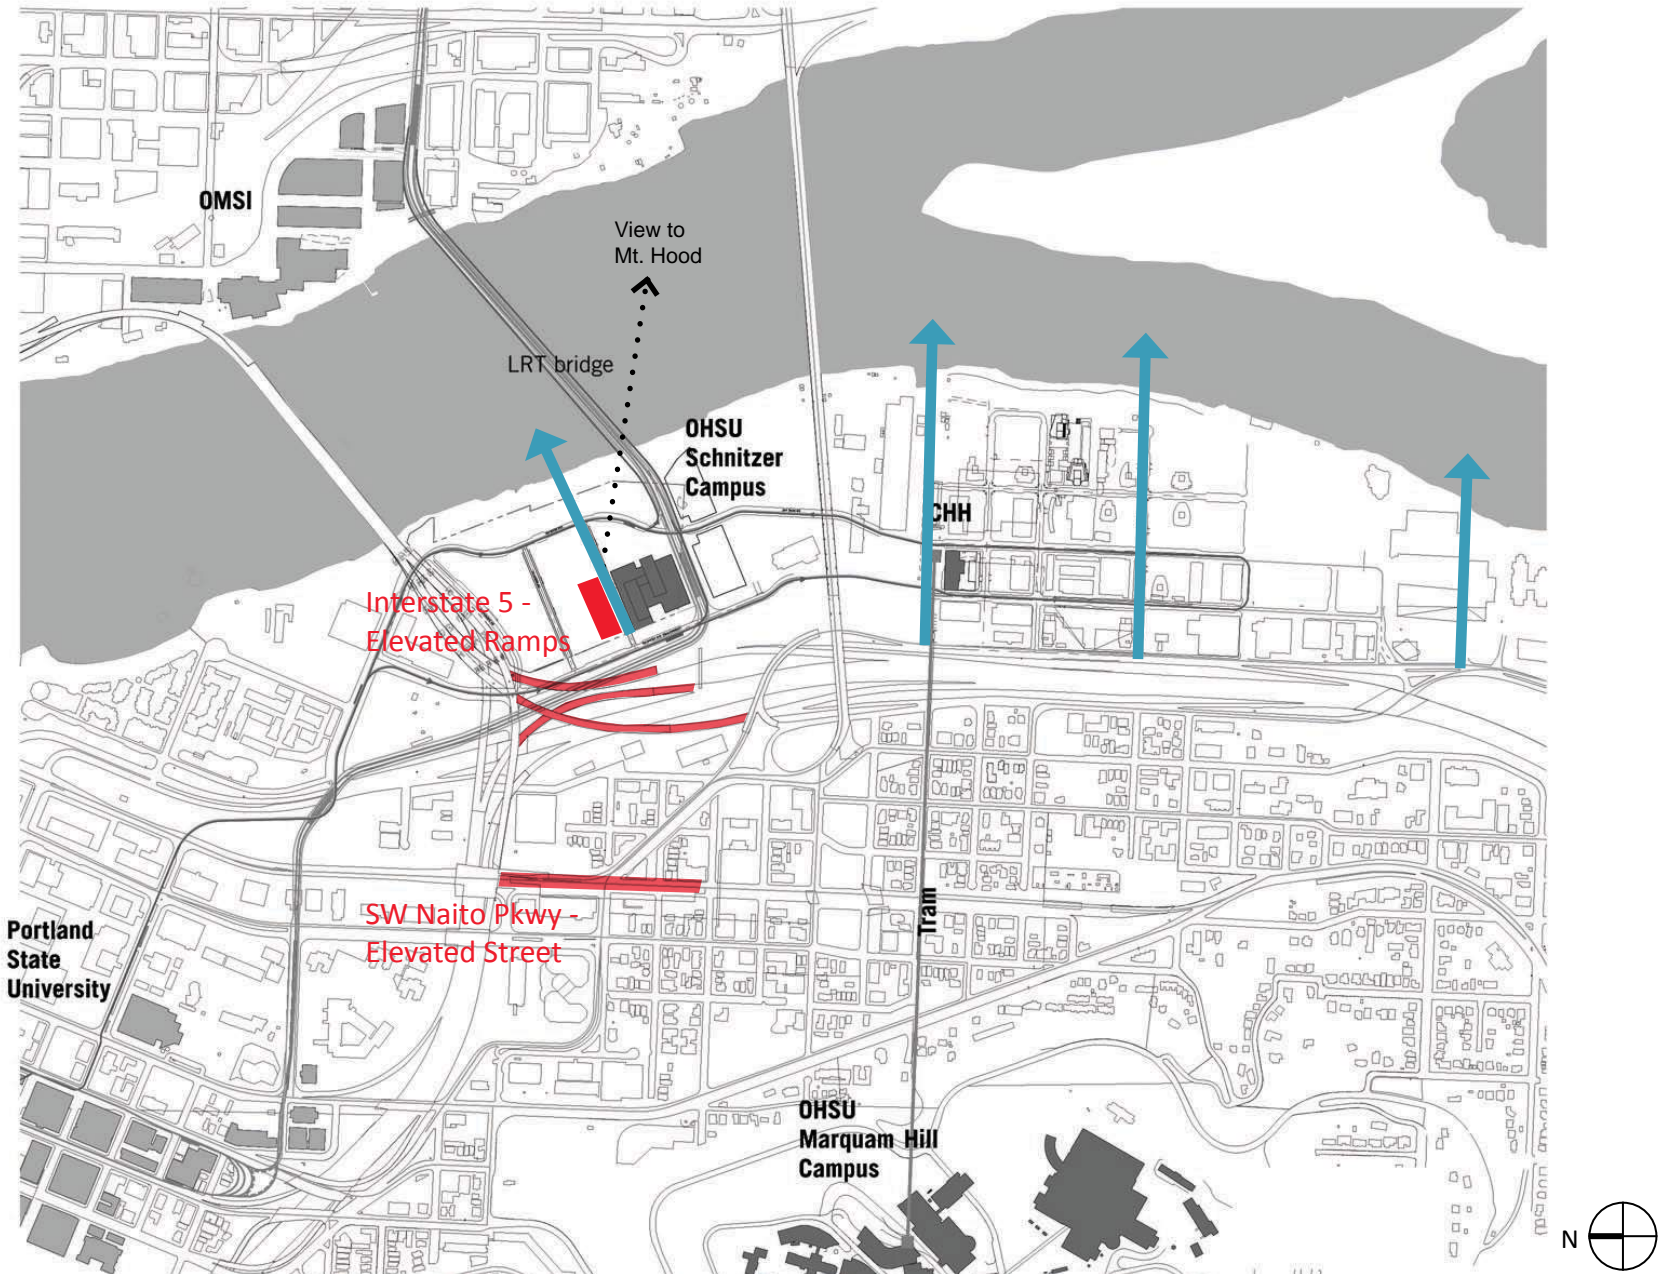 OMSI
View to
Mt. Hood
LRT bridge
OHSU
Schnitzer
Campus
CHH
Interstate 5 -
Elevated Ramps
SW Naito Pkwy -
Elevated Street
Tram
Portland
State
University
OHSU
Marquam Hill
Campus
N